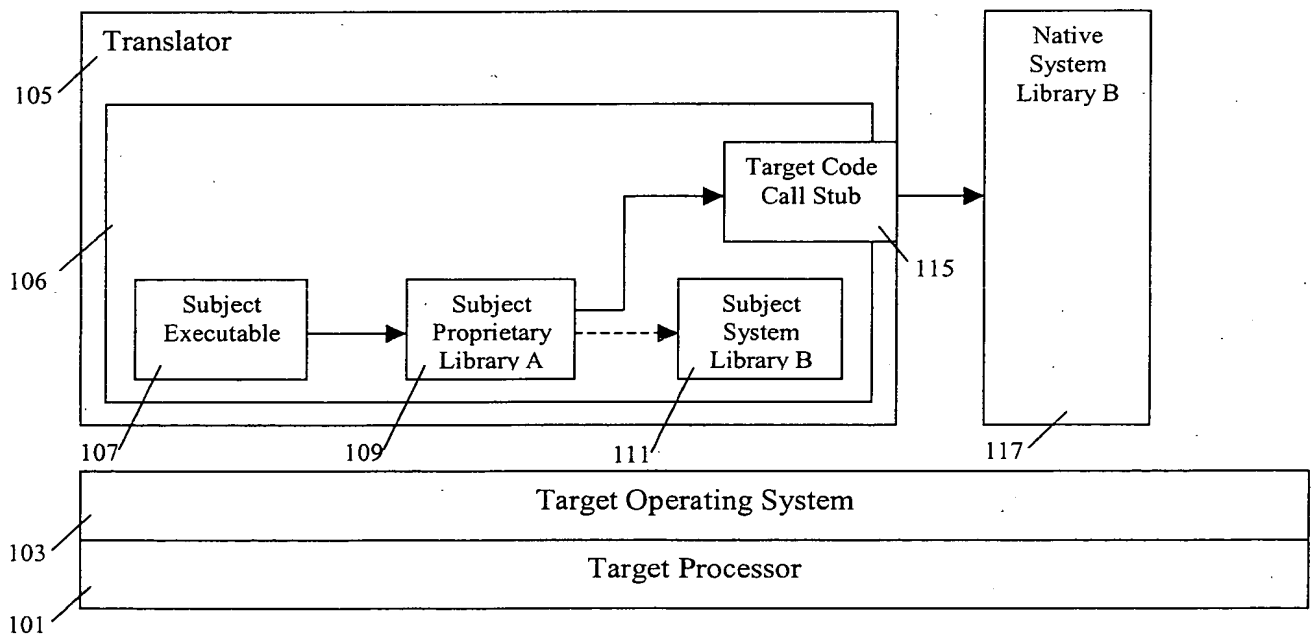 Translator
Native
System
Library B
105
Target Code
Call Stub
106
115
Subject
Executable
Subject
Proprietary
Library A
Subject
System
Library B
107
109
111
117
Target Operating System
103
Target Processor
101